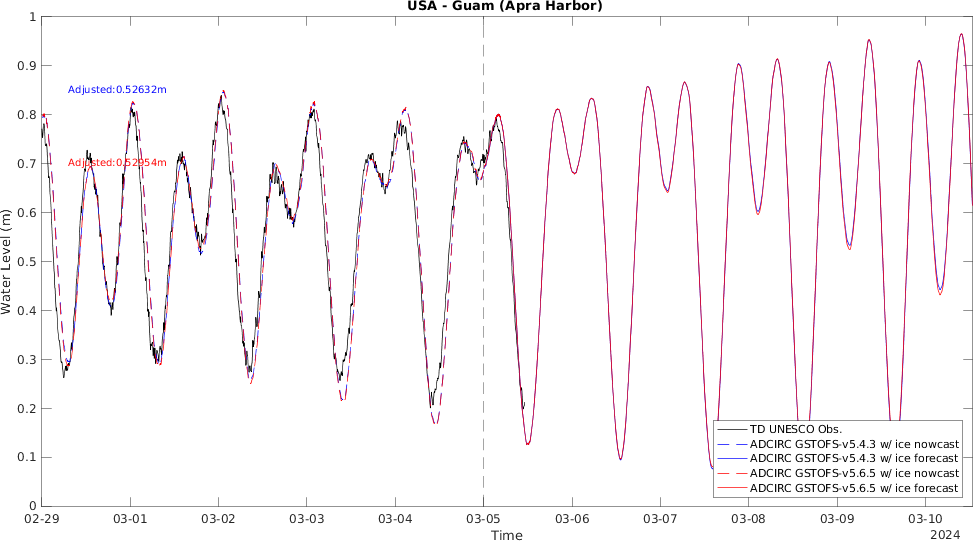 USA - Guam (Apra Harbor)
1
0.9
0.8
0.7
0.6
0.5
0.4
0.3
0.2
0.1
0
Water Level (m)
Adjusted:0.52632m
Adjusted:0.52954m
TD UNESCO Obs.
ADCIRC GSTOFS-v5.4.3 w/ ice nowcast
ADCIRC GSTOFS-v5.4.3 w/ ice forecast
ADCIRC GSTOFS-v5.6.5 w/ ice nowcast
ADCIRC GSTOFS-v5.6.5 w/ ice forecast
02-29 03-01 03-02 03-03 03-04 03-05 03-06 03-07 03-08 03-09 03-10
Time
2024